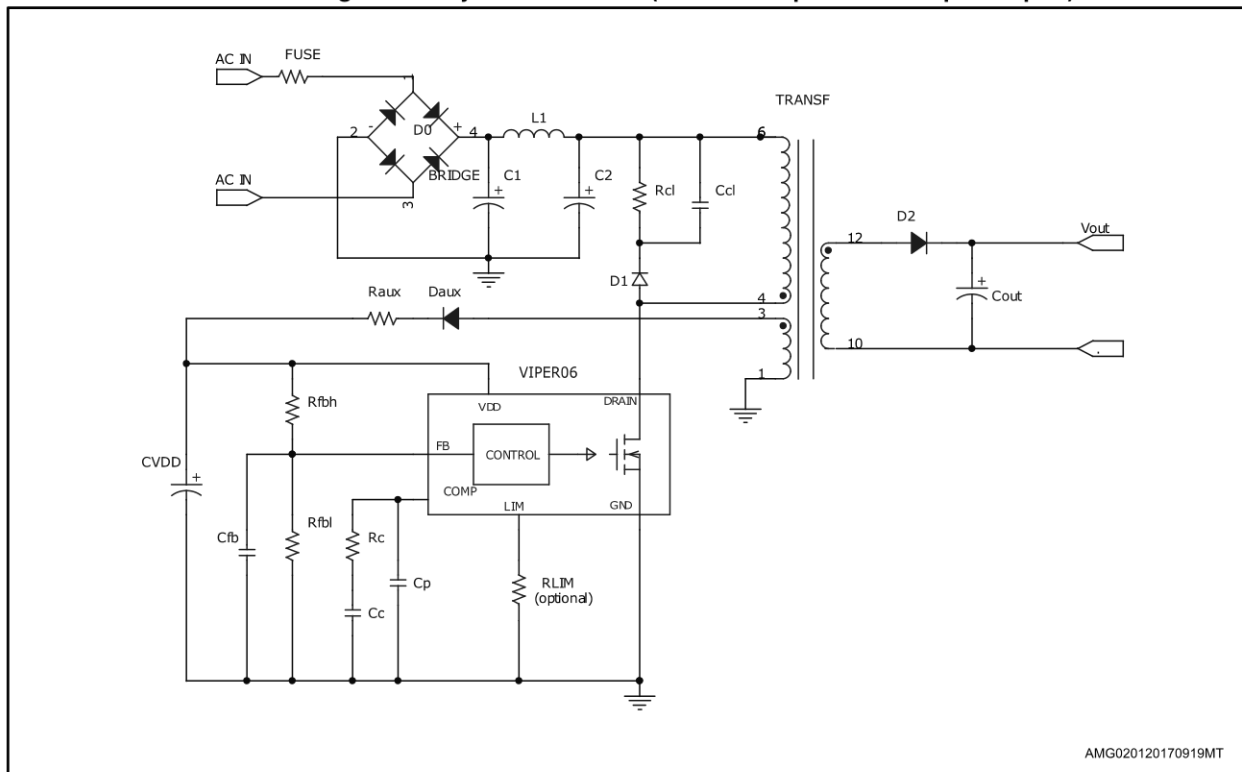 AC IN
FUSE
TRANSF
L1
6
2
-
D0
+
4
BRIDGE
C1
+
C2
+
Rcl
Ccl
AC IN
3
D2
12
Vout
D1
+
Cout
Raux
Daux
4
3
10
.
1
VIPER06
Rfbh
VDD
DRAIN
FB
CONTROL
CVDD
+
COMP
LIM
GND
Cfb
Rfbl
Rc
Cp
RLIM
(optional)
Cc
AMG020120170919MT